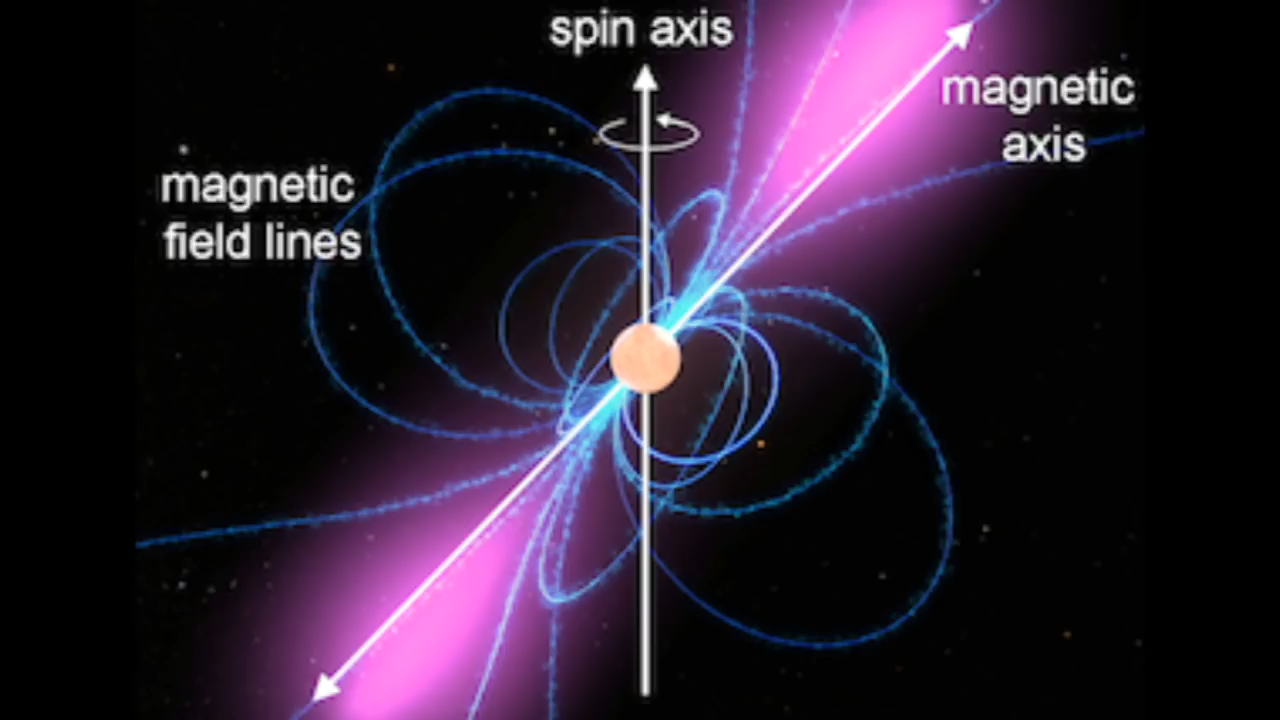 spin axis
magnetic
axis
magnetic
field lines